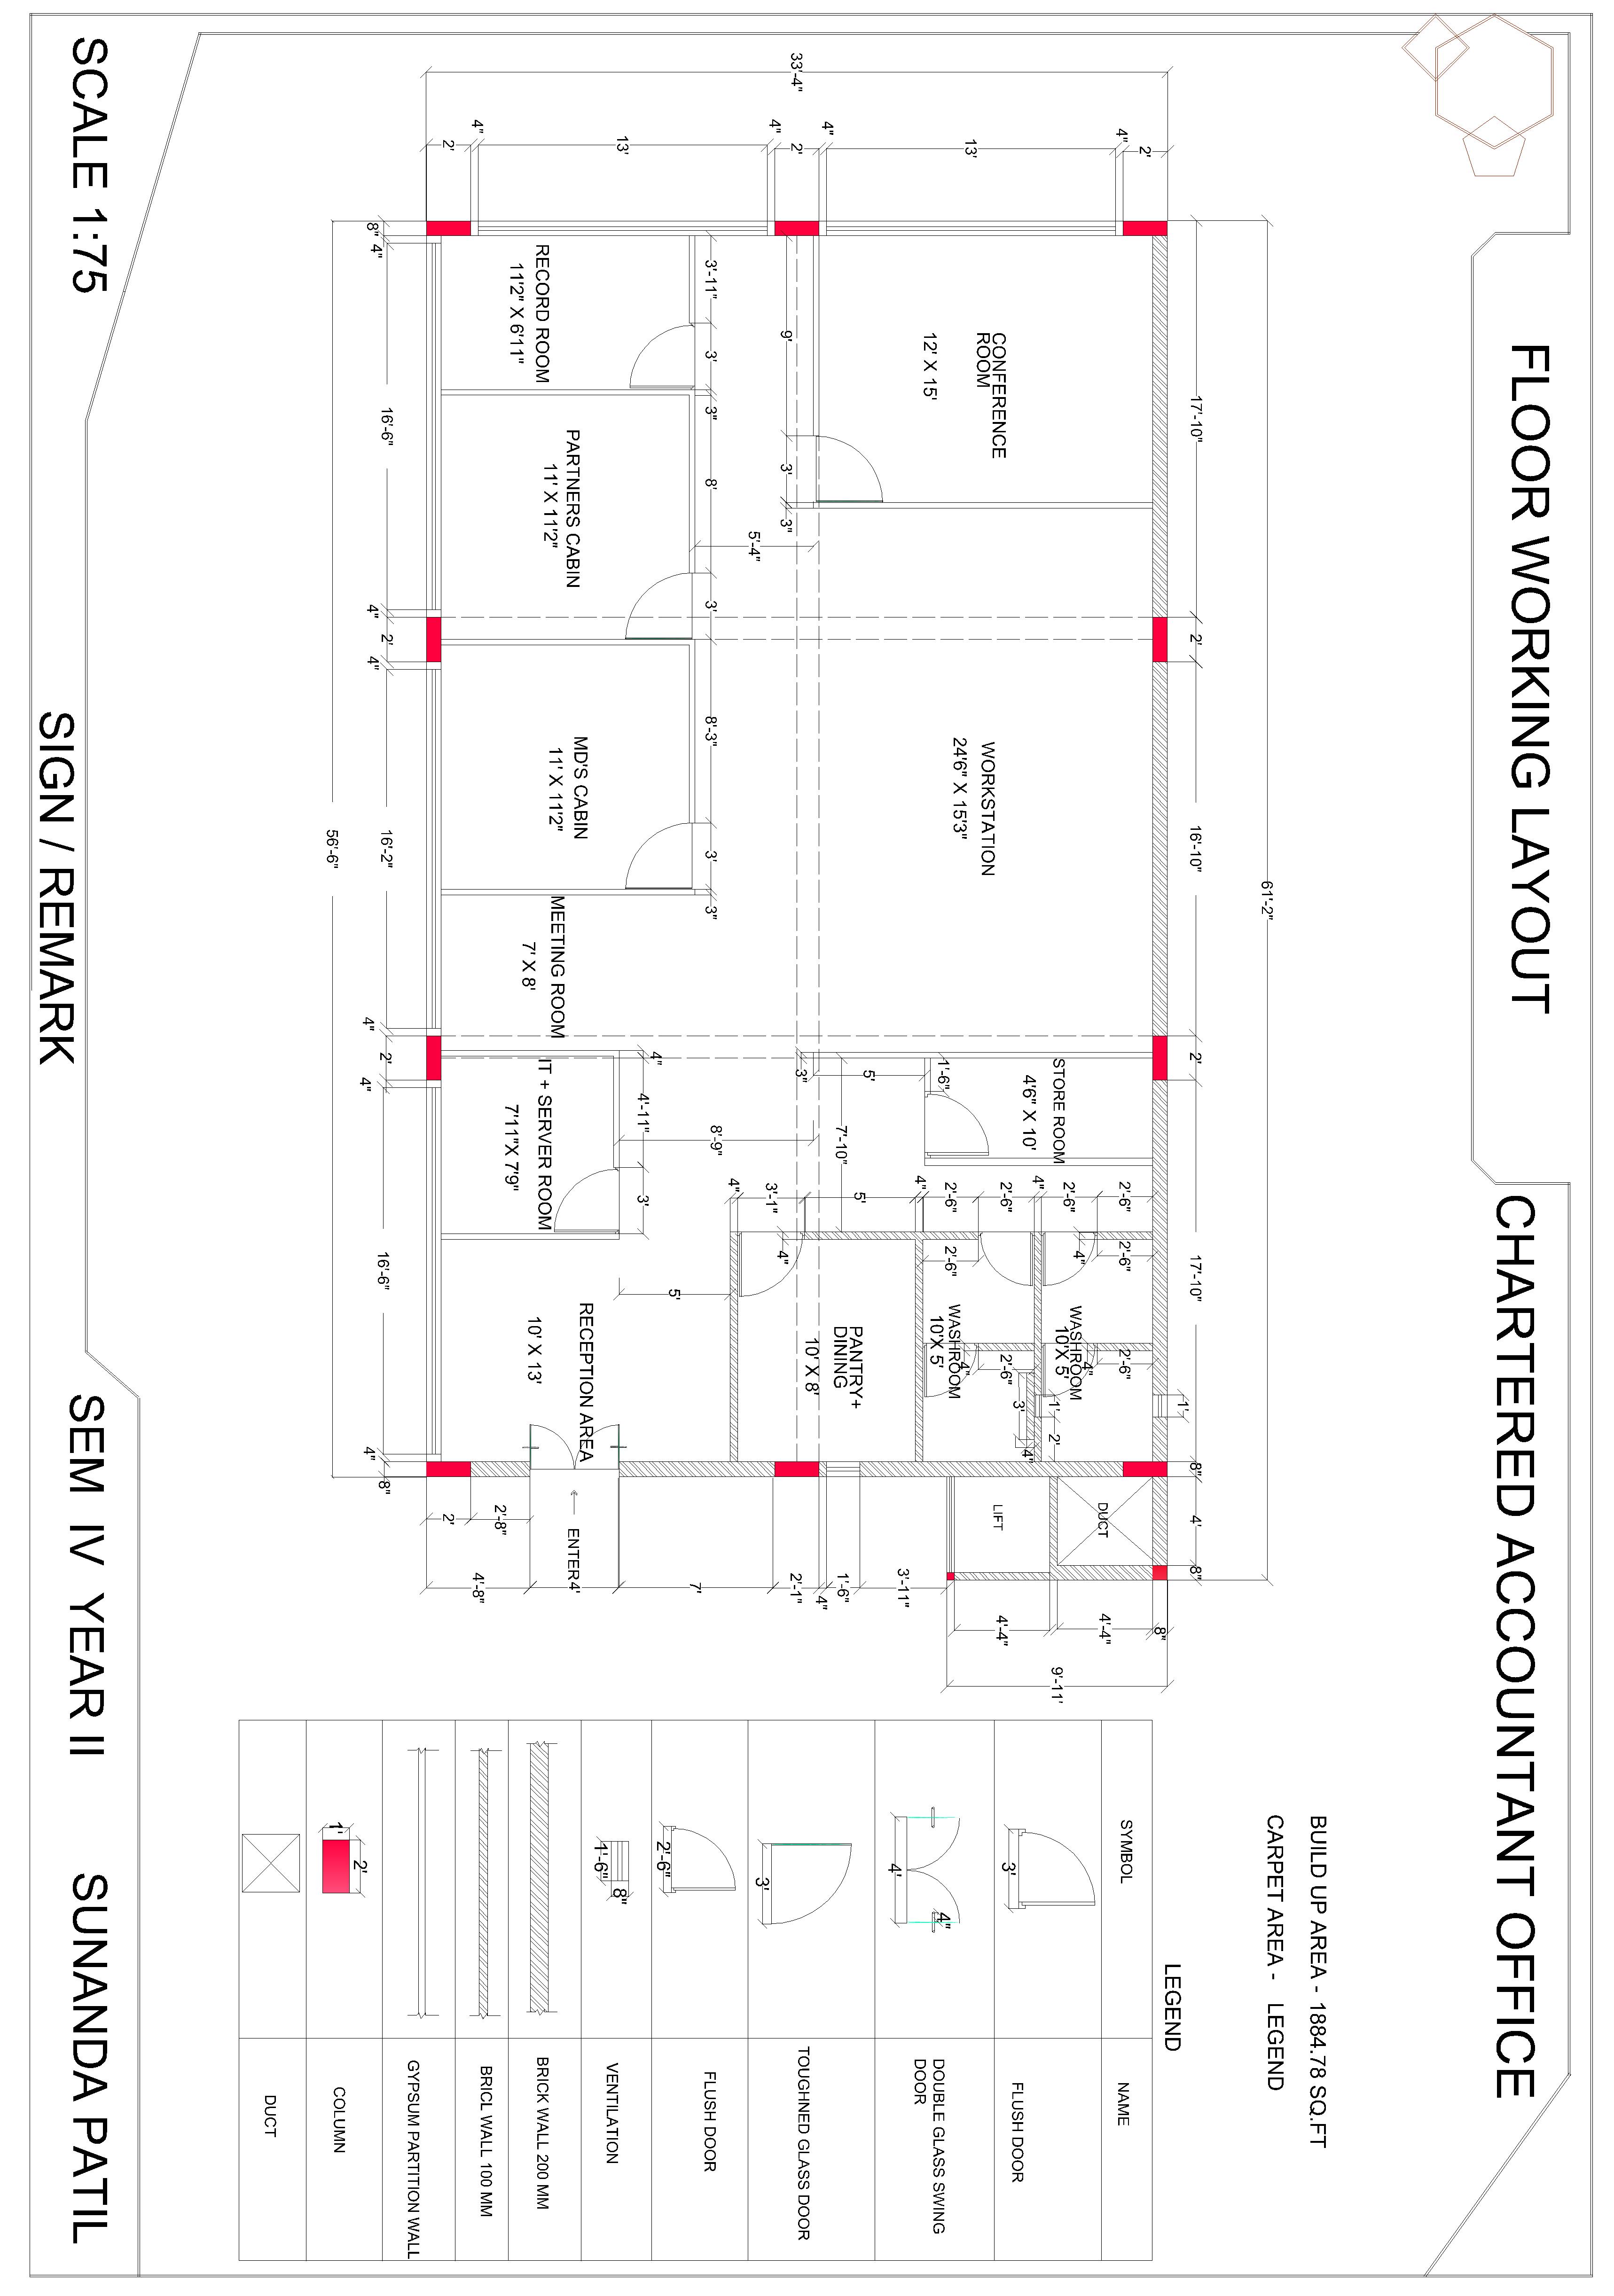 FLOOR WORKING LAYOUT
CHARTERED ACCOUNTANT OFFICE
BUILD UP AREA - 1884.78 SQ.FT
CARPET AREA - LEGEND
61'-2"
17'-10"
2'
16'-10"
2'
17'-10"
8"
4'
8"
33'-4"
2'
4"
13'
4"
2'
4"
13'
4"
2'
CONFERENCE
ROOM
12' X 15'
9'
3'
3"
WORKSTATION
24'6" X 15'3"
STORE ROOM
4'6" X 10'
1'-6"
5'
3"
7'-10"
8'-9"
4"
4'-11"
3'
5'-4"
3'-11"
3'
3"
8'
3'
8'-3"
3'
3"
RECORD ROOM
11'2" X 6'11"
PARTNERS CABIN
11' X 11'2"
MD'S CABIN
11' X 11'2"
MEETING ROOM
7' X 8'
IT + SERVER ROOM
7'11"X 7'9"
RECEPTION AREA
10' X 13'
5'
PANTRY+
DINING
10' X 8'
WASHROOM
10'X 5'
WASHROOM
10'X 5'
2'-6"
2'-6"
4"
2'-6"
2'-6"
4"
5'
3'-1"
4"
2'-6"
4"
2'-6"
4"
2'-6"
4"
2'-6"
4"
1'
1'
2'
3'
4"
DUCT
LIFT
ENTER
4'
8"
4"
16'-6"
4"
2'
4"
16'-2"
4"
2'
4"
16'-6"
4"
8"
56'-6"
2'
2'-8"
4'-8"
7'
2'-1"
4"
1'-6"
3'-11"
4'-4"
4'-4"
8"
9'-11'
LEGEND
SYMBOL
NAME
3'
FLUSH DOOR
4'
4"
DOUBLE GLASS SWING
DOOR
3'
TOUGHNED GLASS DOOR
2'-6"
FLUSH DOOR
1'-6"
8"
VENTILATION
BRICK WALL 200 MM
BRICL WALL 100 MM
GYPSUM PARTITION WALL
1'
2'
COLUMN
DUCT
SCALE 1:75
SIGN / REMARK
SEM IV YEAR II
SUNANDA PATIL